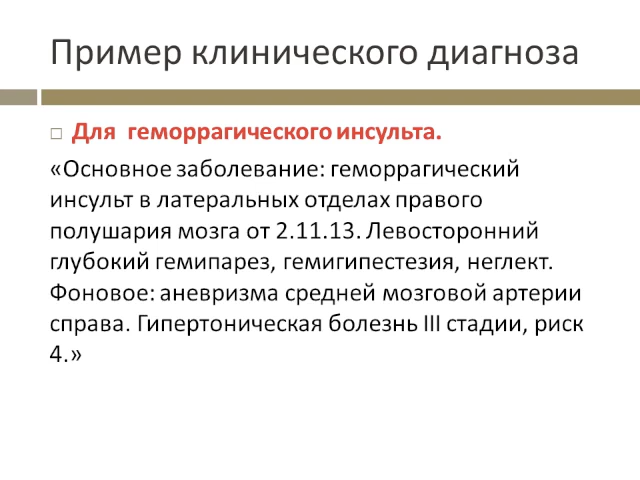 Пример клинического диагноза
Для геморрагического инсульта.
«Основное заболевание: геморрагический
инсульт в латеральных отделах правого
полушария мозга от 2.11.13. Левосторонний
глубокий гемипарез, гемигипестезия, неглект.
Фоновое: аневризма средней мозговой артерии
справа. Гипертоническая болезнь III стадии, риск
4.»